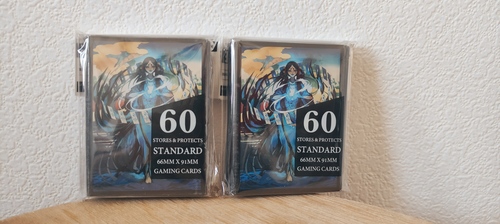 60
STORES & PROTECTS
STANDARD
66MM X 91MM
GAMING CARDS
60
STORES & PROTECTS
STANDARD
66MM X 91MM
GAMING CARDS